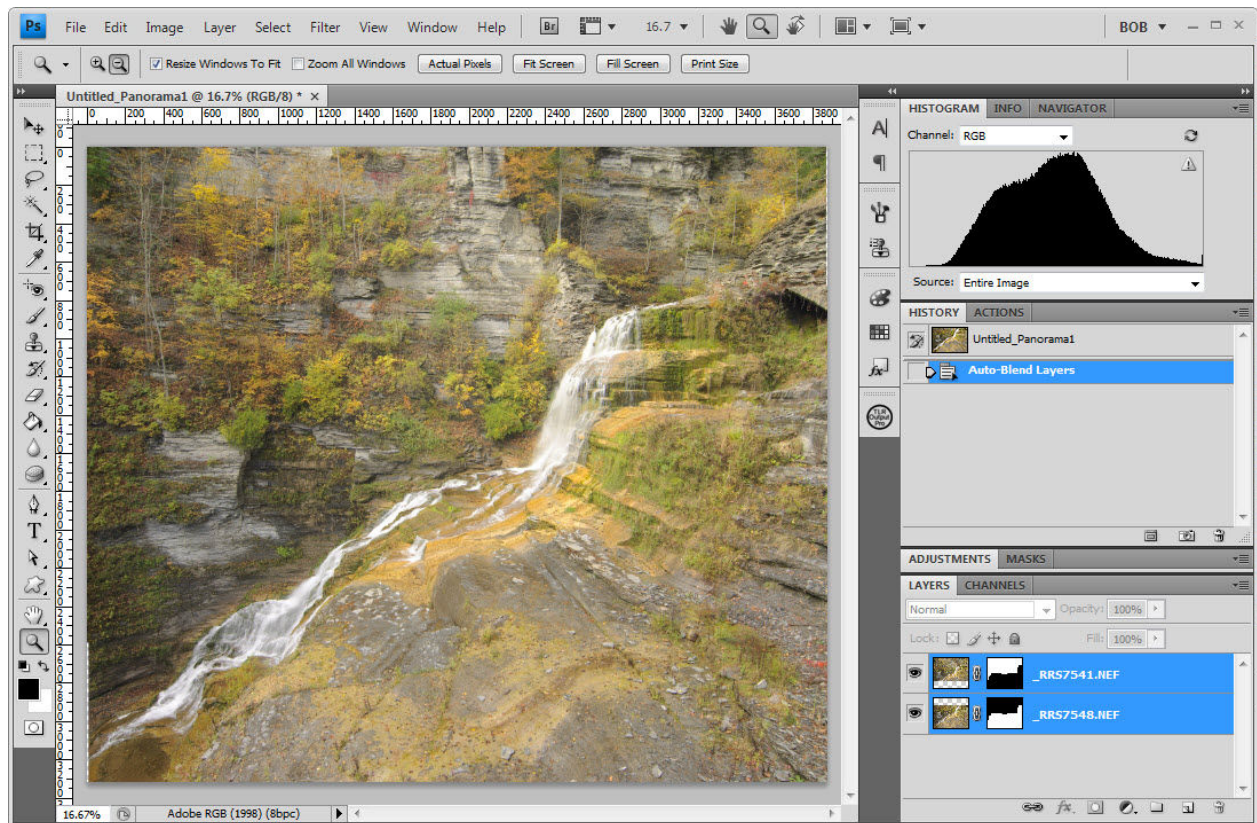 Ps File Edit Image Layer Select Filter View Window Help Br 16.7 BOB
Resize Windows To Fit Zoom All Windows Actual Pixels Fit Screen Fill Screen Print Size
Untitled_Panorama1 @ 16.7% (RGB/8) * ×
0 200 400 600 800 1000 1200 1400 1600 1800 2000 2200 2400 2600 2800 3000 3200 3400 3600 3800
HISTOGRAM INFO NAVIGATOR
Channel: RGB
Source: Entire Image
HISTORY ACTIONS
Untitled_Panorama1
Auto-Blend Layers
TLR Output Pro
ADJUSTMENTS MASKS
LAYERS CHANNELS
Normal Opacity: 100%
Lock: Fill: 100%
_RRS7541.NEF
_RRS7548.NEF
16.67% Adobe RGB (1998) (8bpc)